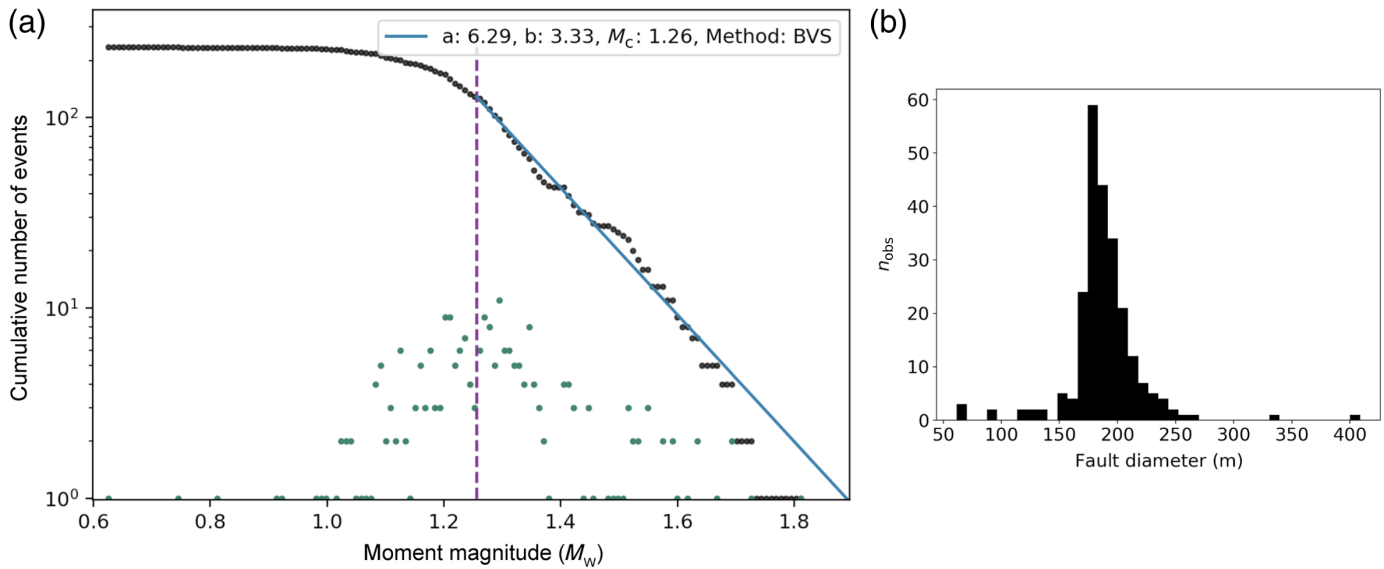 (a)
a: 6.29, b: 3.33, Mc: 1.26, Method: BVS
Cumulative number of events
10²
10¹
10⁰
0.6 0.8 1.0 1.2 1.4 1.6 1.8
Moment magnitude (Mw)
(b)
nobs
60
50
40
30
20
10
0
50 100 150 200 250 300 350 400
Fault diameter (m)